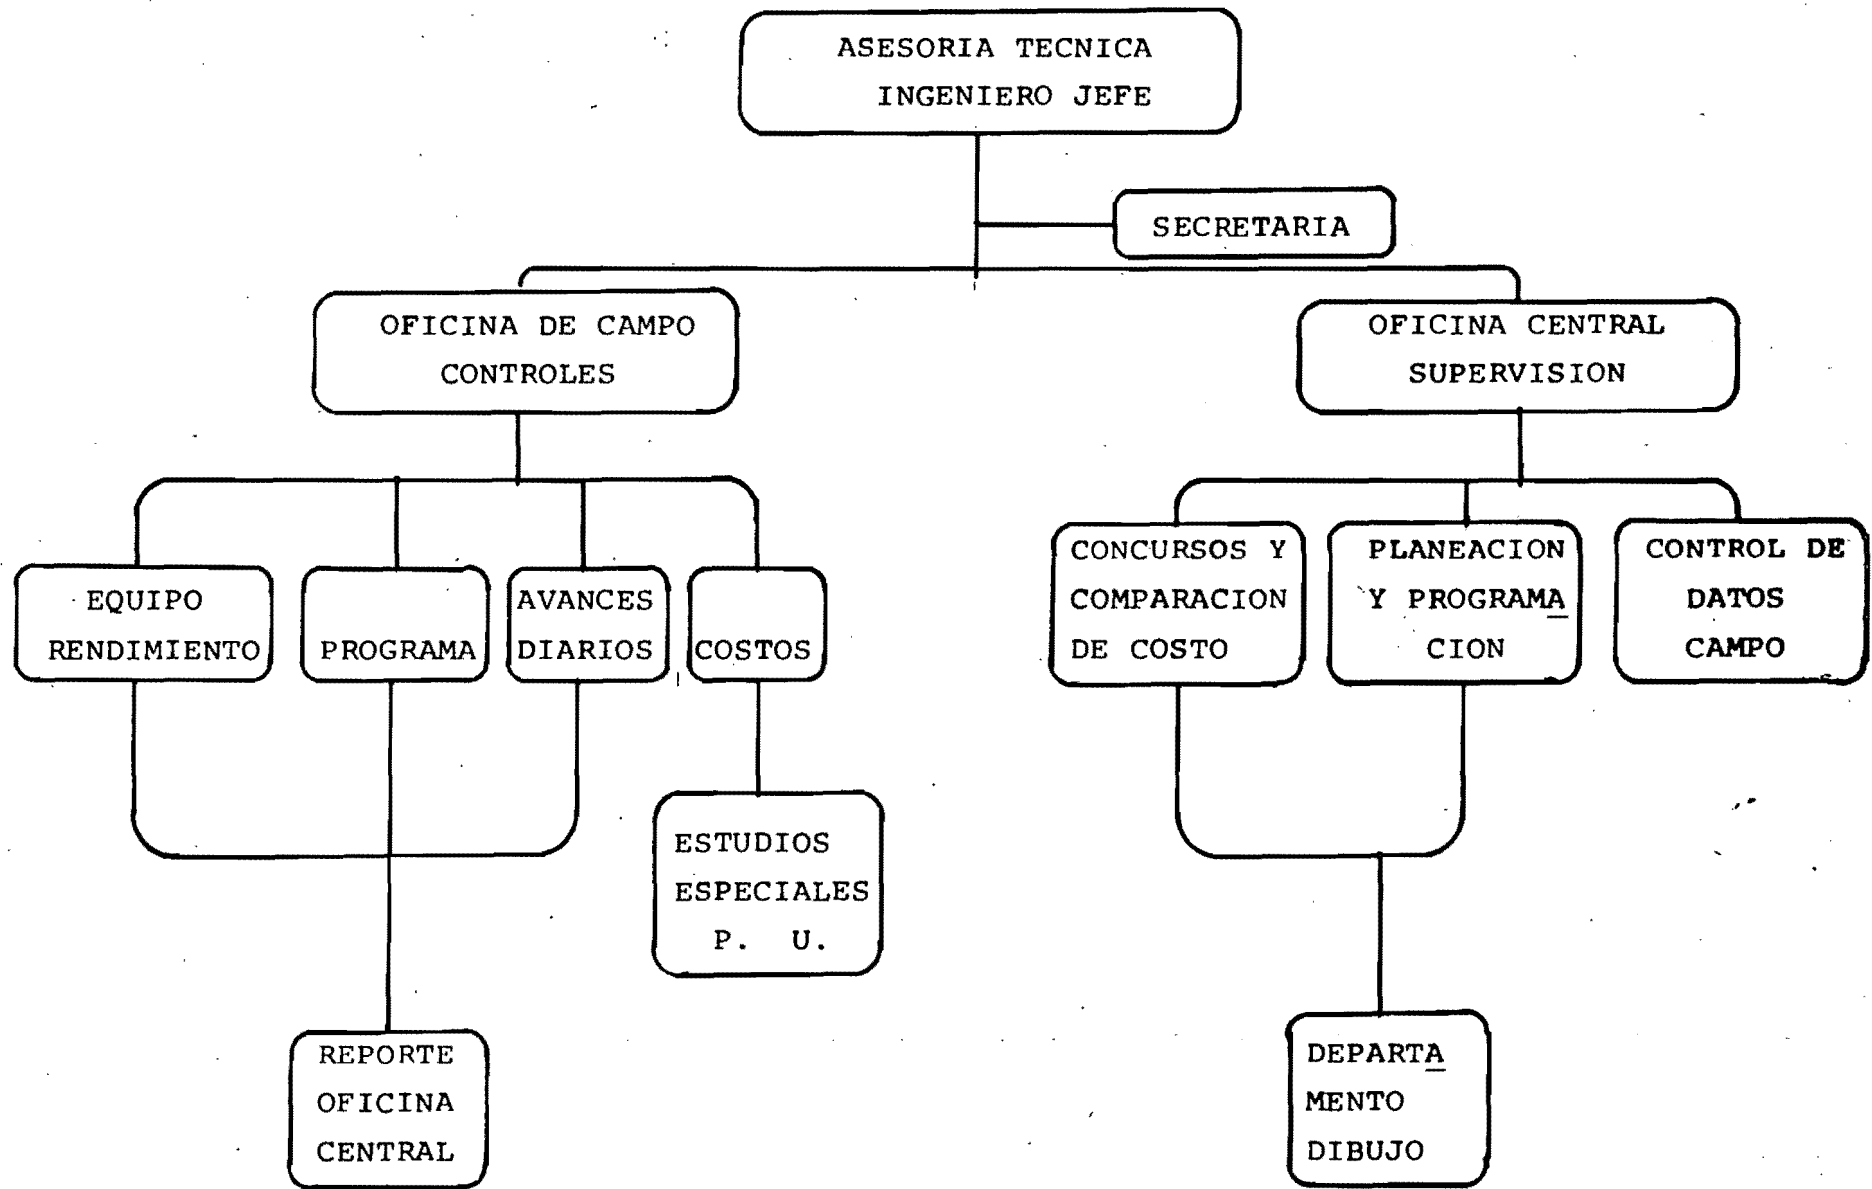 ASESORIA TECNICA
INGENIERO JEFE
SECRETARIA
OFICINA DE CAMPO
CONTROLES
OFICINA CENTRAL
SUPERVISION
EQUIPO
RENDIMIENTO
PROGRAMA
AVANCES
DIARIOS
COSTOS
CONCURSOS Y
COMPARACION
DE COSTO
PLANEACION
Y PROGRAMA
CION
CONTROL DE
DATOS
CAMPO
ESTUDIOS
ESPECIALES
P. U.
REPORTE
OFICINA
CENTRAL
DEPARTA
MENTO
DIBUJO